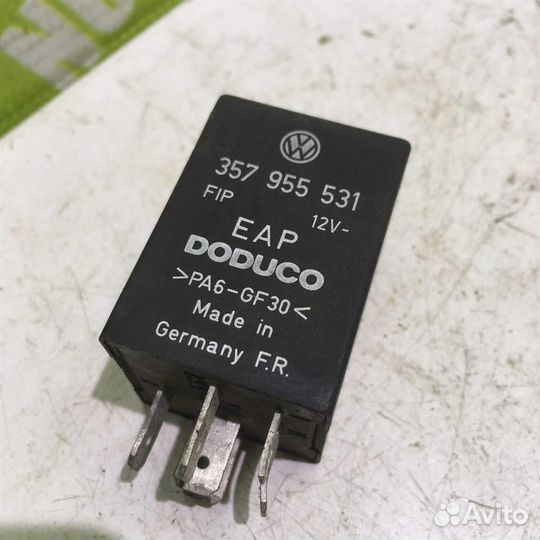 357 955 531
FIP 12V-
EAP
DODUCO
>PA6-GF30<
Made in
Germany F.R.
Avito